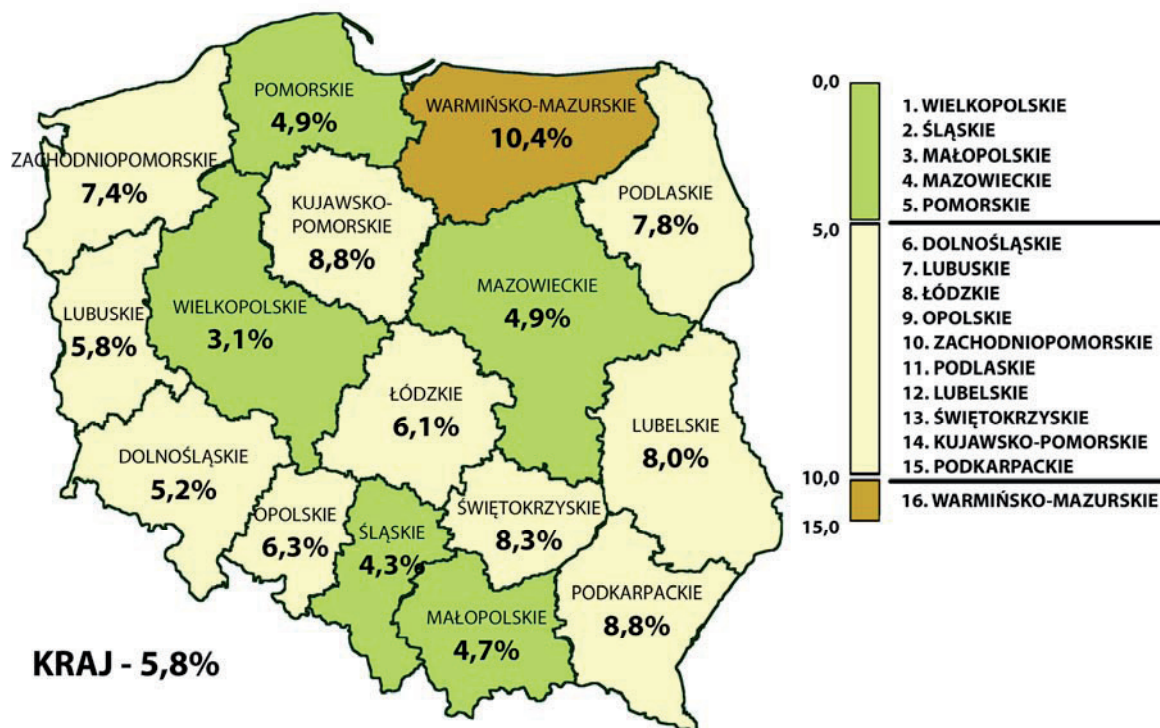 POMORSKIE
4,9%
WARMIŃSKO-MAZURSKIE
10,4%
ZACHODNIOPOMORSKIE
7,4%
KUJAWSKO-
POMORSKIE
8,8%
PODLASKIE
7,8%
LUBUSKIE
5,8%
WIELKOPOLSKIE
3,1%
MAZOWIECKIE
4,9%
ŁÓDZKIE
6,1%
LUBELSKIE
8,0%
DOLNOŚLĄSKIE
5,2%
OPOLSKIE
6,3%
ŚLĄSKIE
4,3%
ŚWIĘTOKRZYSKIE
8,3%
MAŁOPOLSKIE
4,7%
PODKARPACKIE
8,8%
KRAJ - 5,8%
0,0
1. WIELKOPOLSKIE
2. ŚLĄSKIE
3. MAŁOPOLSKIE
4. MAZOWIECKIE
5. POMORSKIE
5,0
6. DOLNOŚLĄSKIE
7. LUBUSKIE
8. ŁÓDZKIE
9. OPOLSKIE
10. ZACHODNIOPOMORSKIE
11. PODLASKIE
12. LUBELSKIE
13. ŚWIĘTOKRZYSKIE
14. KUJAWSKO-POMORSKIE
15. PODKARPACKIE
10,0
16. WARMIŃSKO-MAZURSKIE
15,0